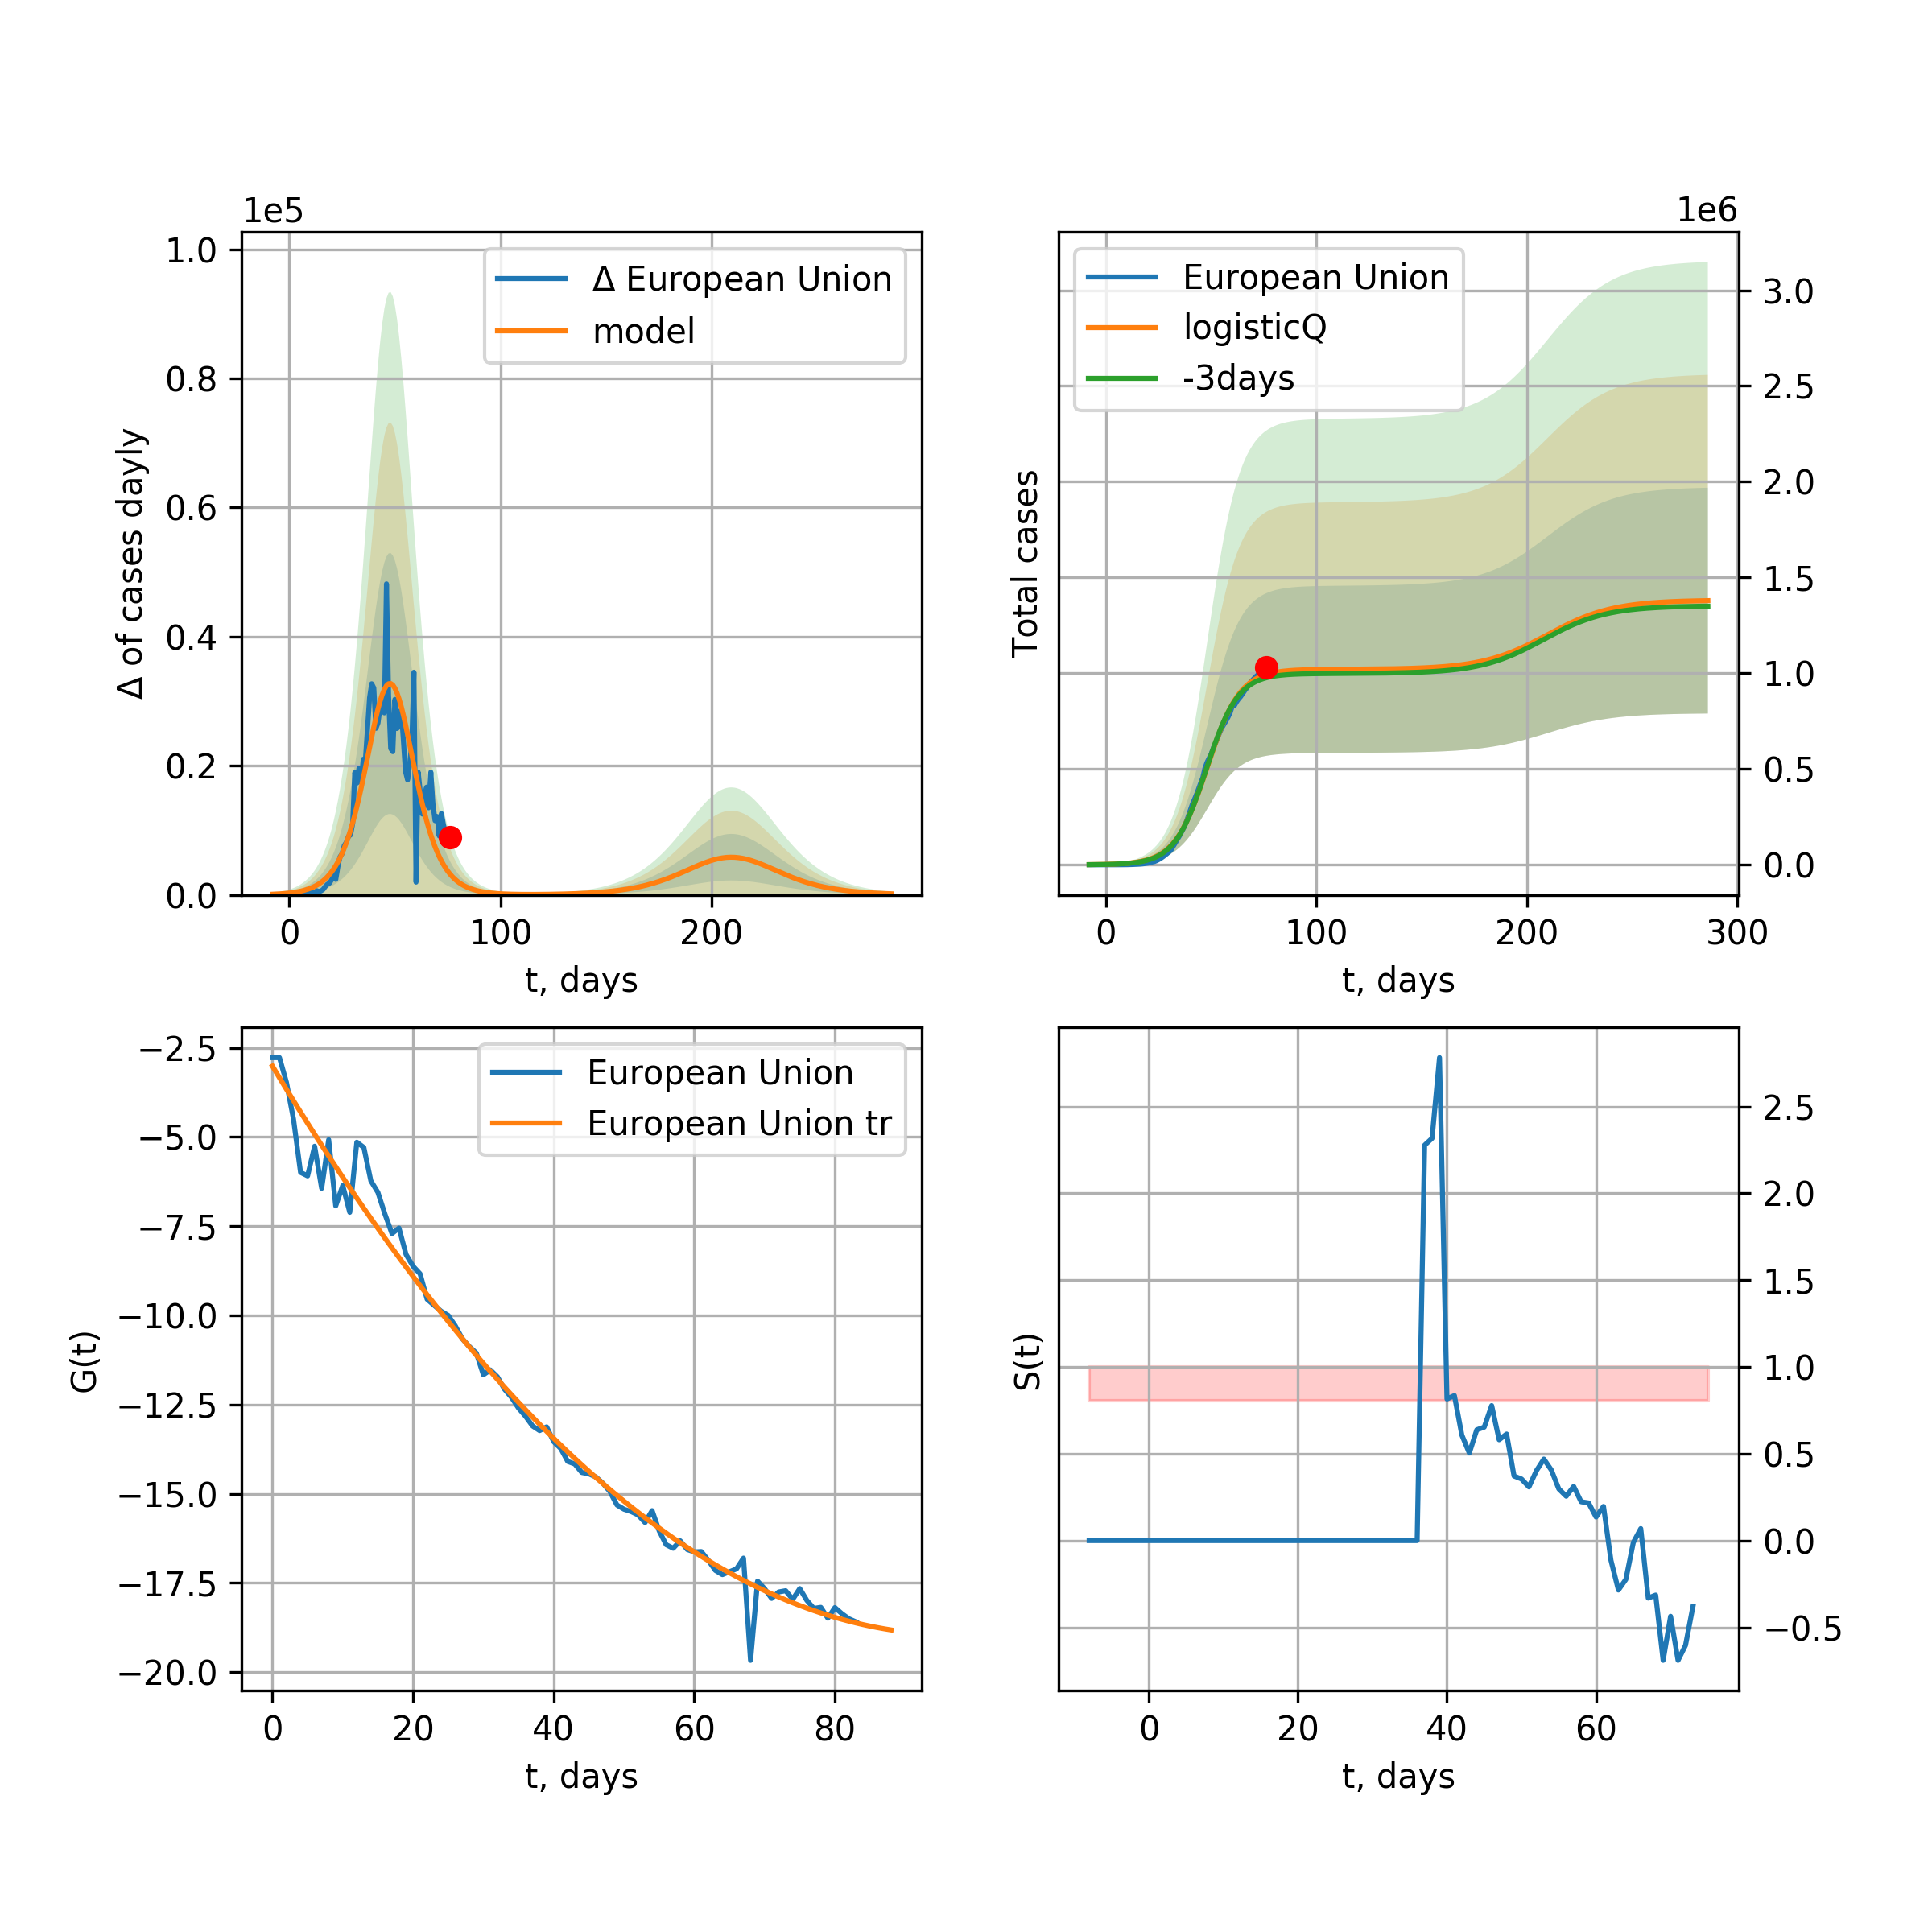 1e5
1.0
0.8
0.6
0.4
0.2
0.0
Δ of cases dayly
Δ European Union
model
0
100
200
t, days
1e6
European Union
logisticQ
-3days
Total cases
3.0
2.5
2.0
1.5
1.0
0.5
0.0
0
100
200
300
t, days
−2.5
−5.0
−7.5
−10.0
−12.5
−15.0
−17.5
−20.0
G(t)
European Union
European Union tr
0
20
40
60
80
t, days
S(t)
2.5
2.0
1.5
1.0
0.5
0.0
−0.5
0
20
40
60
t, days